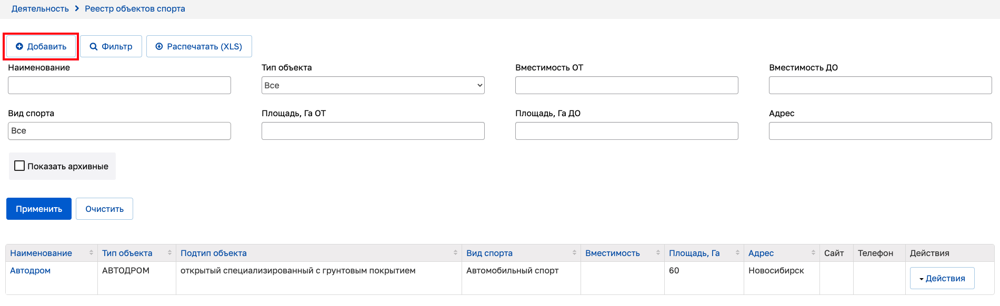 Деятельность > Реестр объектов спорта
Добавить Фильтр Распечатать (XLS)
Наименование Тип объекта Вместимость ОТ Вместимость ДО
Все
Вид спорта Площадь, Га ОТ Площадь, Га ДО Адрес
Все
Показать архивные
Применить Очистить
Наименование Тип объекта Подтип объекта Вид спорта Вместимость Площадь, Га Адрес Сайт Телефон Действия
Автодром АВТОДРОМ открытый специализированный с грунтовым покрытием Автомобильный спорт 60 Новосибирск
Действия